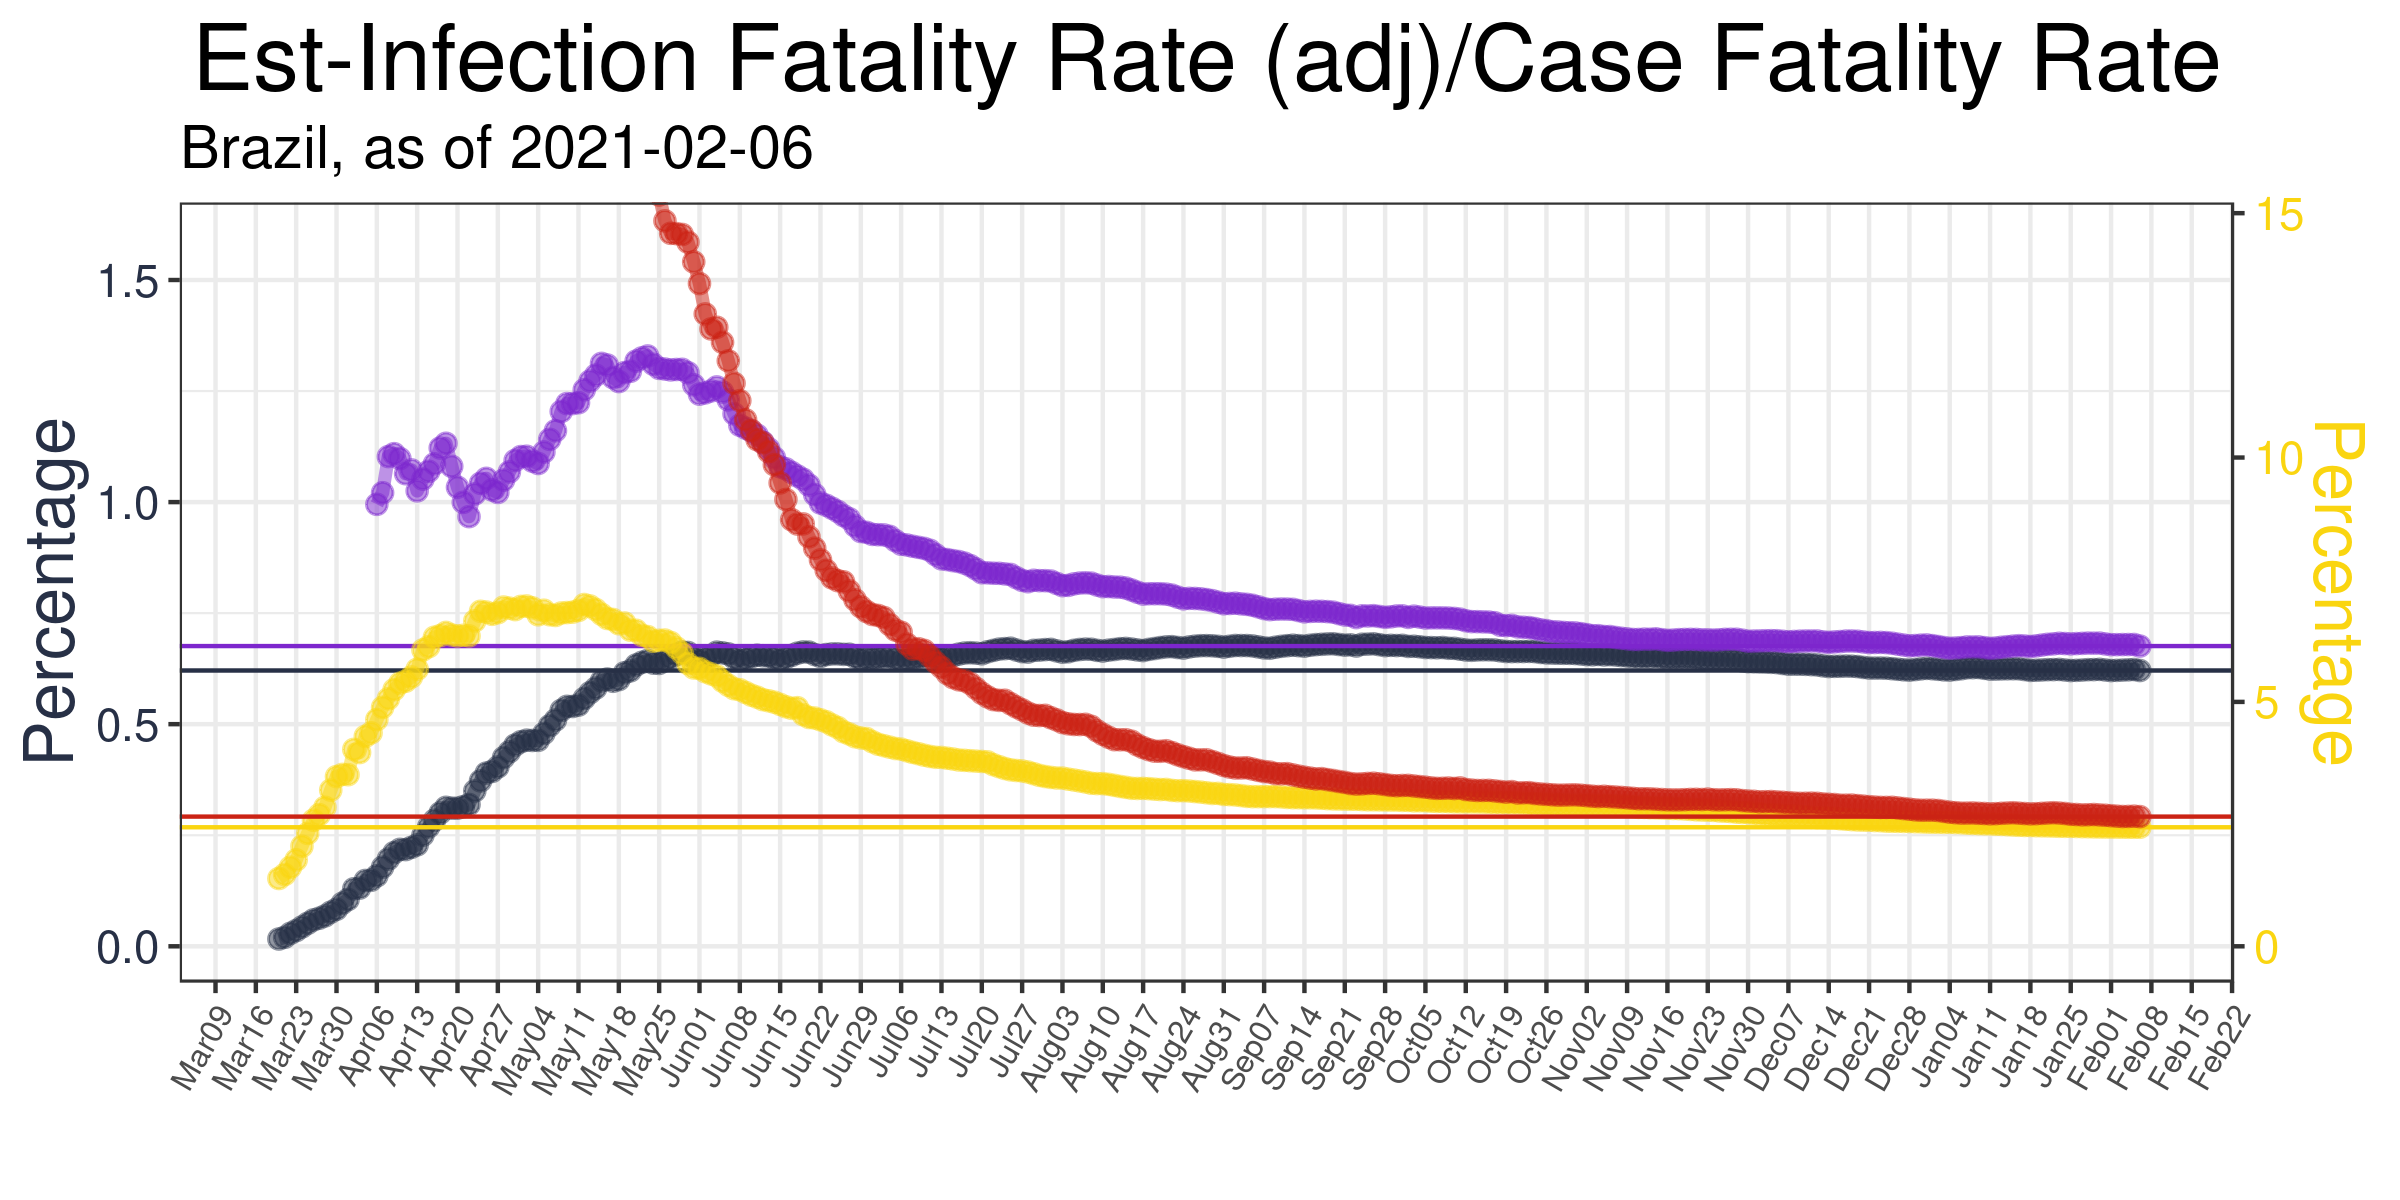 Est-Infection Fatality Rate (adj)/Case Fatality Rate
Brazil, as of 2021-02-06
Percentage
1.5
1.0
0.5
0.0
15
10
5
0
Percentage
Mar09
Mar16
Mar23
Mar30
Apr06
Apr13
Apr20
Apr27
May04
May11
May18
May25
Jun01
Jun08
Jun15
Jun22
Jun29
Jul06
Jul13
Jul20
Jul27
Aug03
Aug10
Aug17
Aug24
Aug31
Sep07
Sep14
Sep21
Sep28
Oct05
Oct12
Oct19
Oct26
Nov02
Nov09
Nov16
Nov23
Nov30
Dec07
Dec14
Dec21
Dec28
Jan04
Jan11
Jan18
Jan25
Feb01
Feb08
Feb15
Feb22